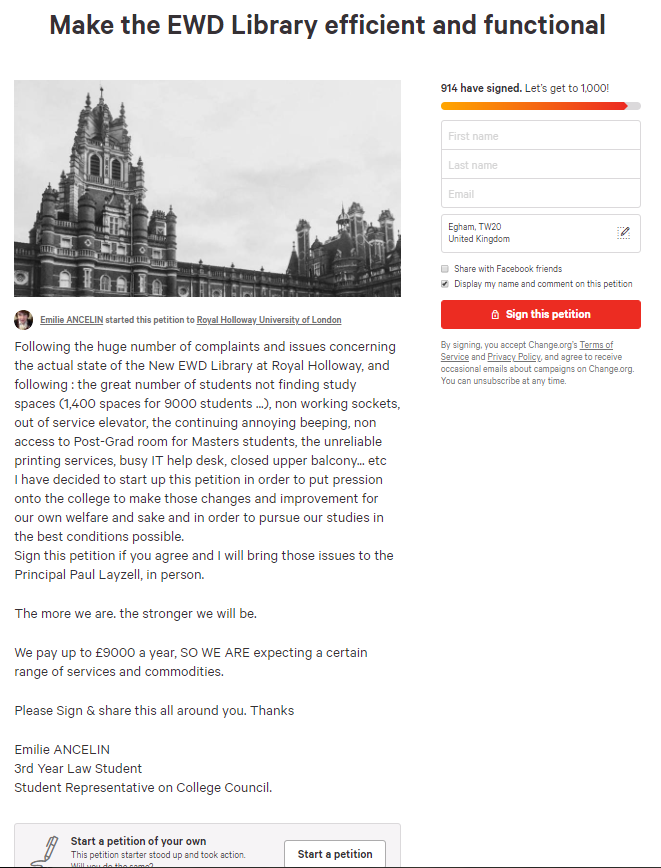 Make the EWD Library efficient and functional
914 have signed. Let's get to 1,000!
First name
Last name
Email
Egham, TW20
United Kingdom
Share with Facebook friends
Display my name and comment on this petition
Sign this petition
By signing, you accept Change.org's Terms of
Service and Privacy Policy, and agree to receive
occasional emails about campaigns on Change.org.
You can unsubscribe at any time.
Emilie ANCELIN started this petition to Royal Holloway University of London
Following the huge number of complaints and issues concerning
the actual state of the New EWD Library at Royal Holloway, and
following : the great number of students not finding study
spaces (1,400 spaces for 9000 students ...), non working sockets,
out of service elevator, the continuing annoying beeping, non
access to Post-Grad room for Masters students, the unreliable
printing services, busy IT help desk, closed upper balcony... etc
I have decided to start up this petition in order to put pression
onto the college to make those changes and improvement for
our own welfare and sake and in order to pursue our studies in
the best conditions possible.
Sign this petition if you agree and I will bring those issues to the
Principal Paul Layzell, in person.
The more we are. the stronger we will be.
We pay up to £9000 a year, SO WE ARE expecting a certain
range of services and commodities.
Please Sign & share this all around you. Thanks
Emilie ANCELIN
3rd Year Law Student
Student Representative on College Council.
Start a petition of your own
This petition starter stood up and took action.
Will you do the same?
Start a petition